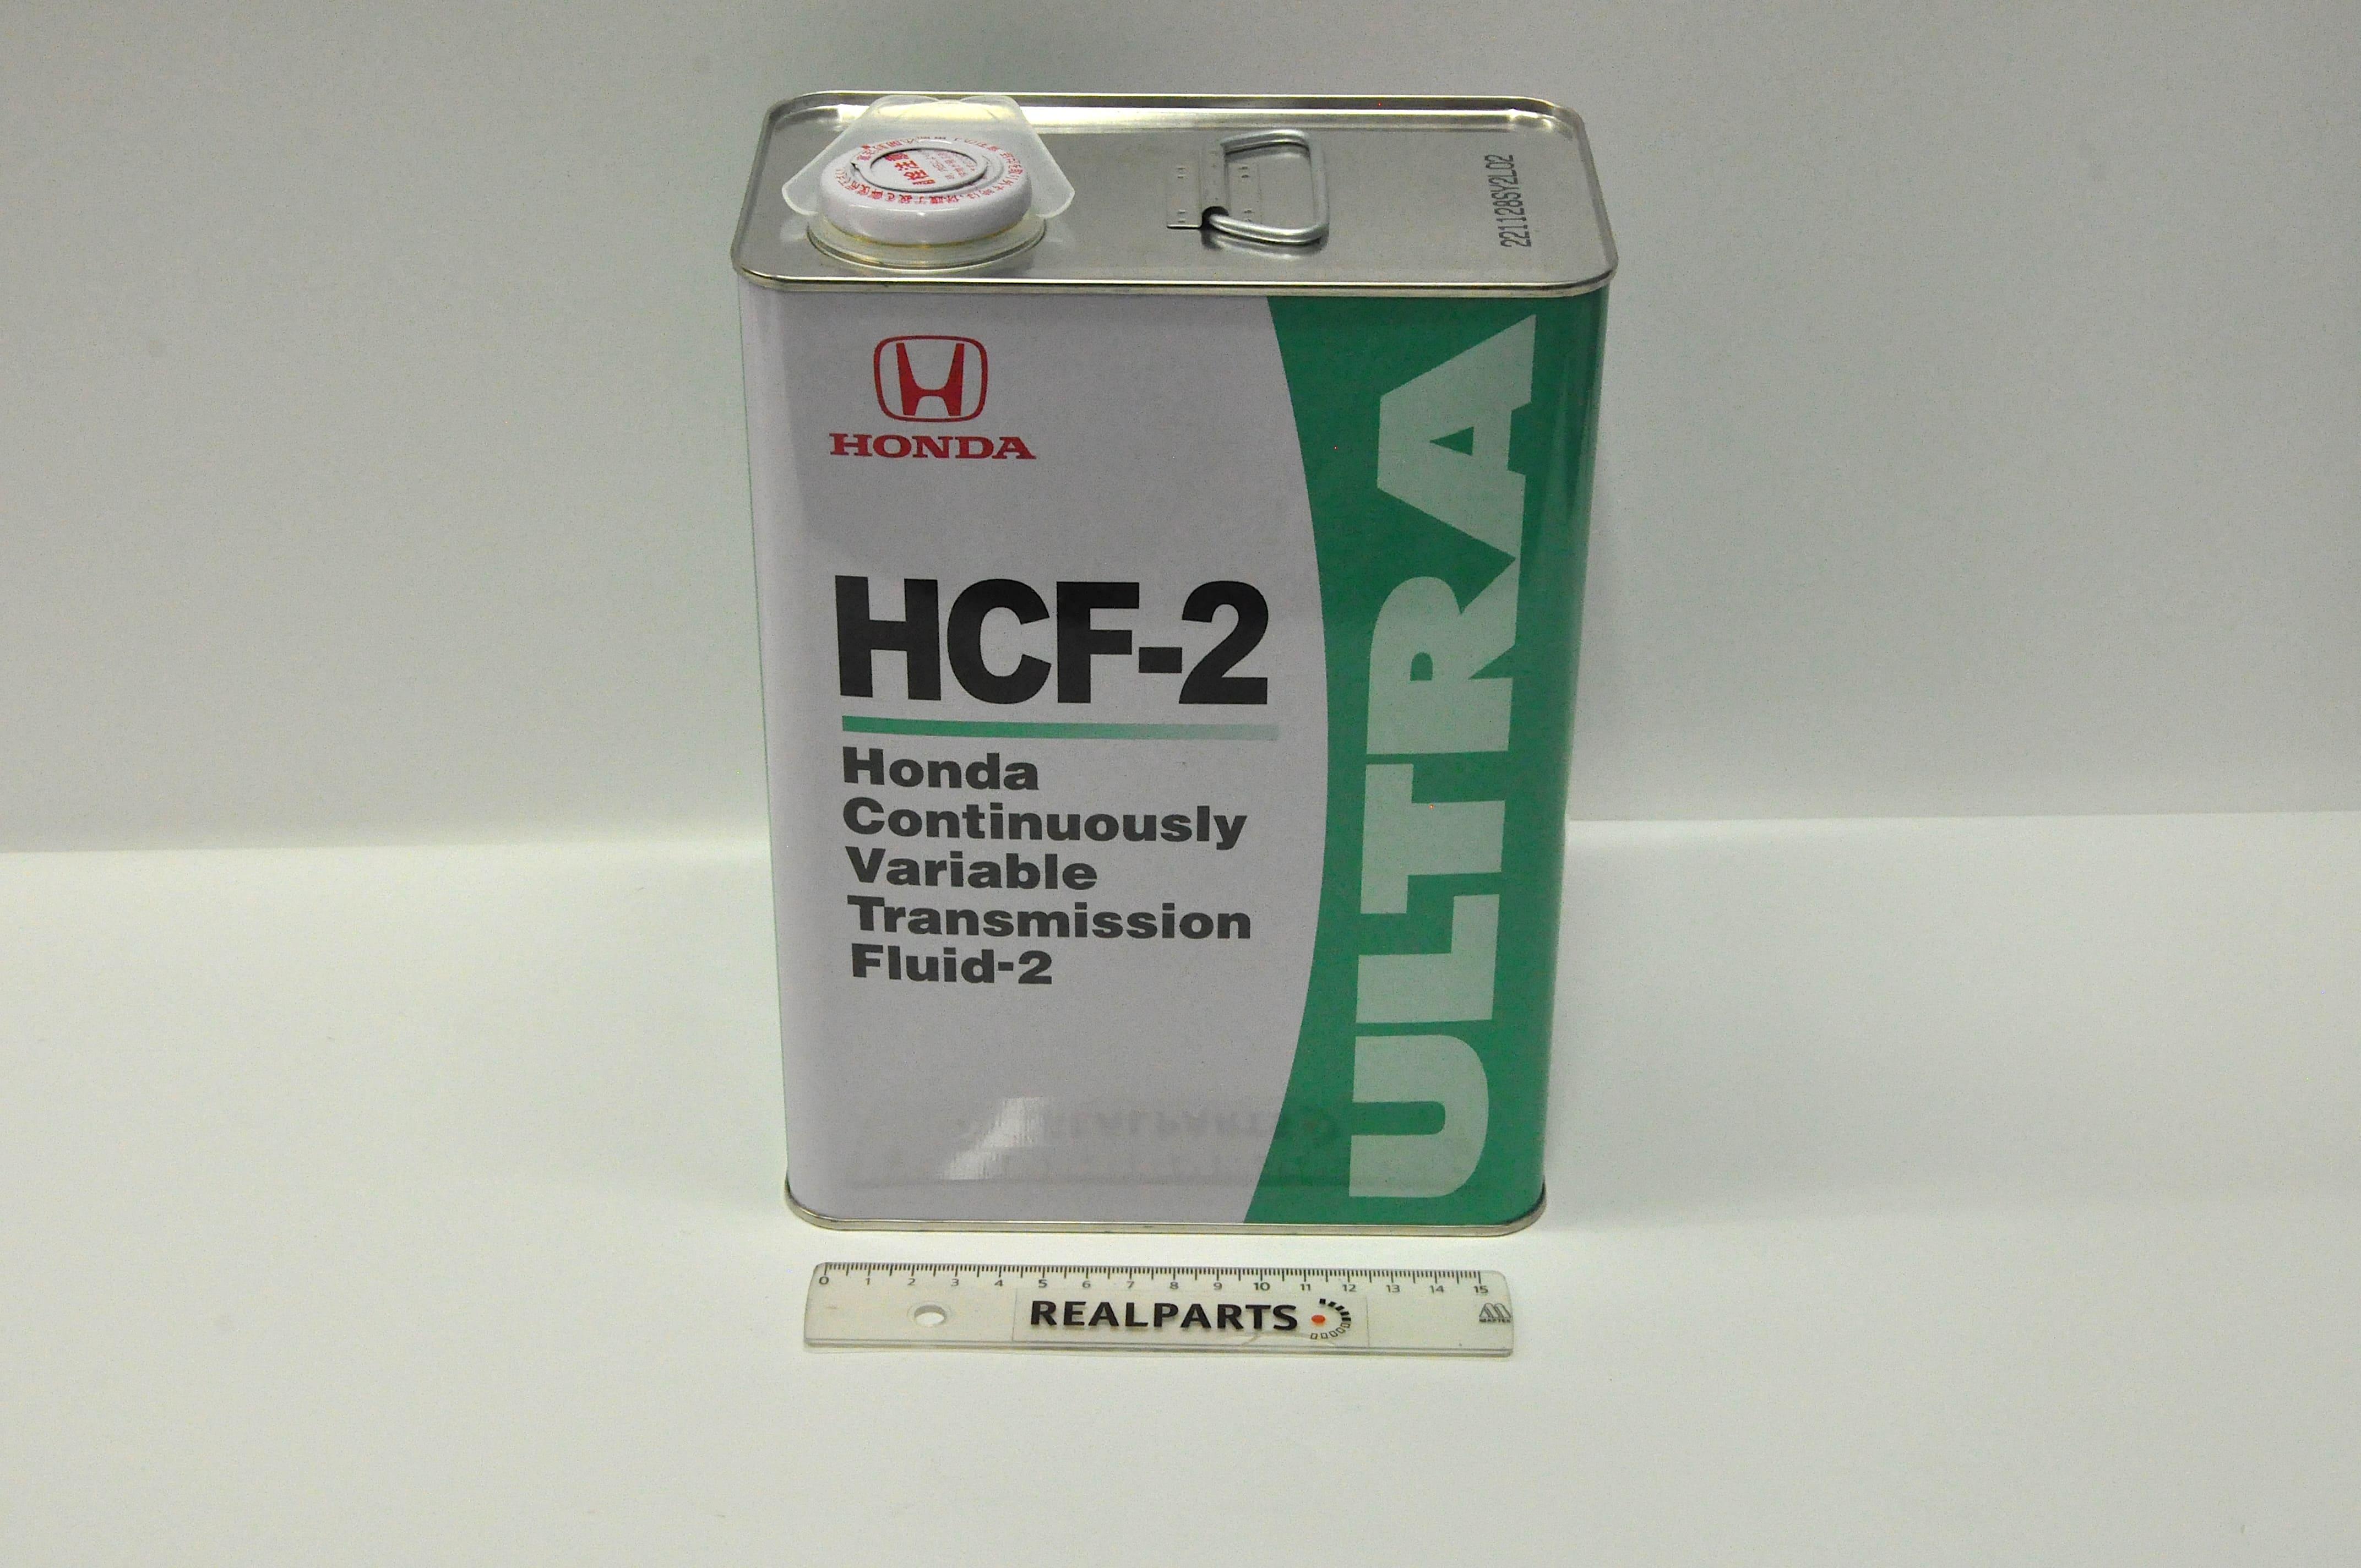 221128SY2L02
HONDA
HCF-2
Honda
Continuously
Variable
Transmission
Fluid-2
ULTRA
0 1 2 3 4 5 6 7 8 9 10 11 12 13 14 15
REALPARTS